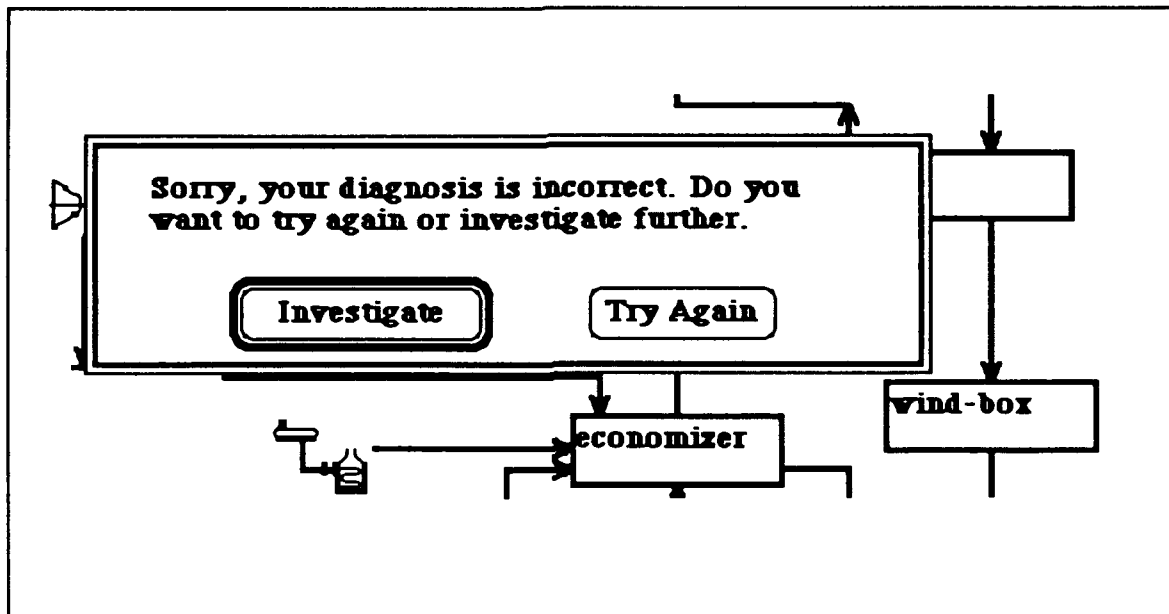 Sorry, your diagnosis is incorrect. Do you
want to try again or investigate further.
Investigate
Try Again
wind-box
economizer